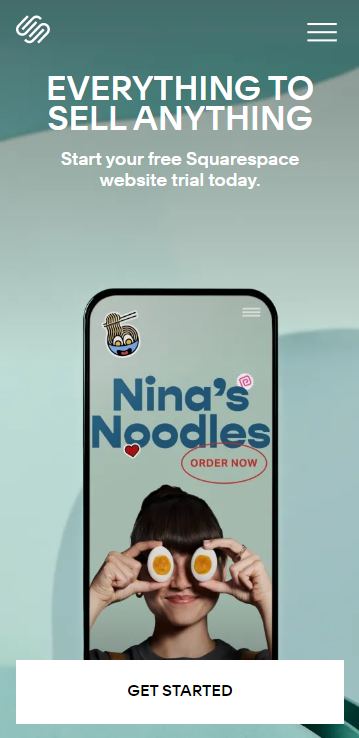 EVERYTHING TO
SELL ANYTHING
Start your free Squarespace
website trial today.
Nina's
Noodles
ORDER NOW
GET STARTED